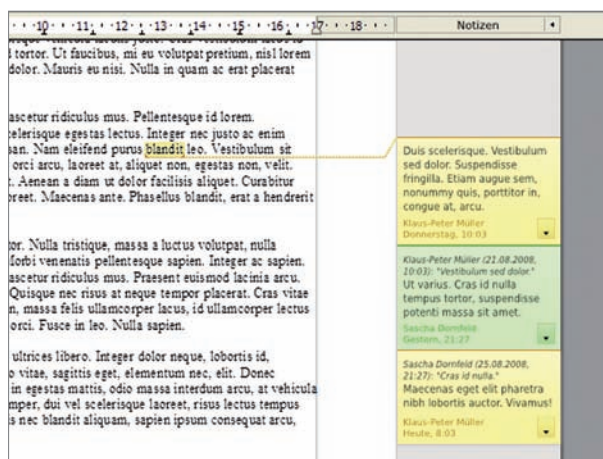 10 11 12 13 14 15 16 17 18
Notizen
tortor. Ut faucibus, mi eu volutpat pretium, nisl lorem
dolor. Mauris eu nisi. Nulla in quam ac erat placerat
ascetur ridiculus mus. Pellentesque id lorem.
celerisque egestas lectus. Integer nec justo ac enim
san. Nam eleifend purus blandit leo. Vestibulum sit
orci arcu, laoreet at, aliquet non, egestas non, velit.
t. Aenean a diam ut dolor facilisis aliquet. Curabitur
oreet. Maecenas ante. Phasellus blandit, erat a hendrerit
tor. Nulla tristique, massa a luctus volutpat, nulla
Morbi venenatis pellentesque sapien. Integer ac sapien.
ascetur ridiculus mus. Praesent euismod lacinia arcu.
Quisque nec risus at neque tempor placerat. Cras vitae
n, massa felis ullamcorper lacus, id ullamcorper lectus
orci. Fusce in leo. Nulla sapien.
ultrices libero. Integer dolor neque, lobortis id,
o vitae, sagittis eget, elementum nec, elit. Donec
in egestas mattis, odio massa interdum arcu, at vehicula
mper, dui vel scelerisque laoreet, risus lectus tempus
is nec blandit aliquam, sapien ipsum consequat arcu,
Duis scelerisque. Vestibulum
sed dolor. Suspendisse
fringilla. Etiam augue sem,
nonummy quis, porttitor in,
congue at, arcu.
Klaus-Peter Müller
Donnerstag, 10:03
Klaus-Peter Müller (21.08.2008,
10:03): "Vestibulum sed dolor."
Ut varius. Cras id nulla
tempus tortor, suspendisse
potenti massa sit amet.
Sascha Dornfeld
Gestern, 21:27
Sascha Dornfeld (25.08.2008,
21:27): "Cras id nulla."
Maecenas eget elit pharetra
nibh lobortis auctor. Vivamus!
Klaus-Peter Müller
Heute, 8:03